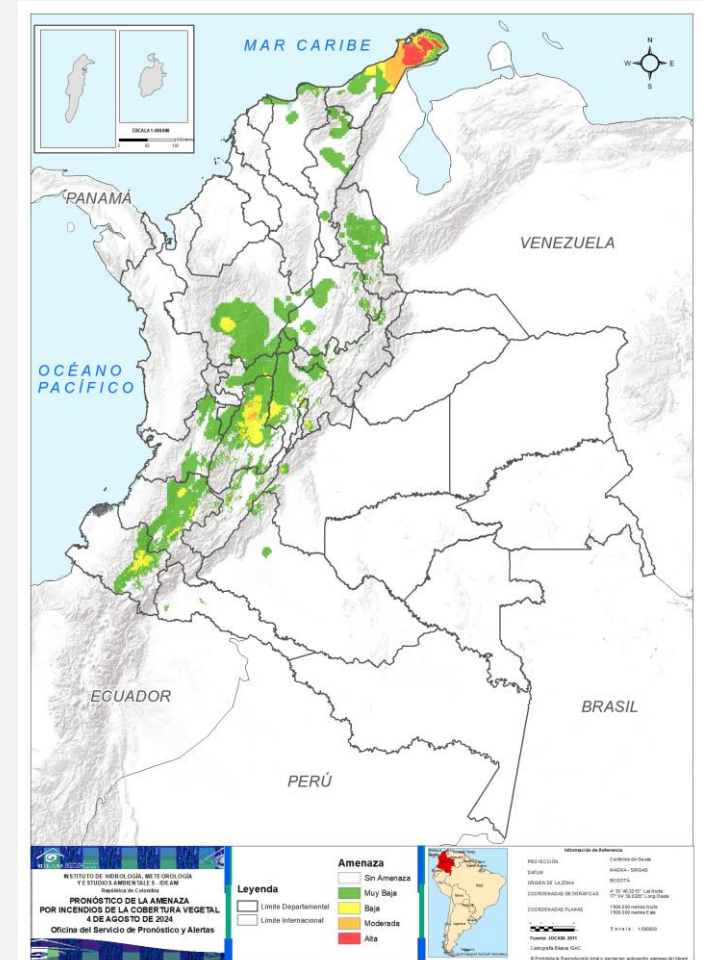 MAR CARIBE
N
W
E
S
PANAMÁ
VENEZUELA
OCÉANO
PACÍFICO
ECUADOR
BRASIL
PERÚ
IDEAM
INSTITUTO DE HIDROLOGÍA, METEOROLOGÍA
Y ESTUDIOS AMBIENTALES - IDEAM
República de Colombia
PRONÓSTICO DE LA AMENAZA
POR INCENDIOS DE LA COBERTURA VEGETAL
4 DE AGOSTO DE 2024
Oficina del Servicio de Pronóstico y Alertas
Leyenda
Límite Departamental
Límite Internacional
Amenaza
Sin Amenaza
Muy Baja
Baja
Moderada
Alta
Información de Referencia
PROYECCIÓN
Conforme de Gauss
DATUM
MAGNA - SIRGAS
ORIGEN DE LA ZONA
BOGOTÁ
COORDENADAS GEOGRÁFICAS
COORDENADAS PLANAS
1'000.000 metros Norte
1'000.000 metros Este
Fuente: IDEAM, 2011
Cartografía Básica: IGAC